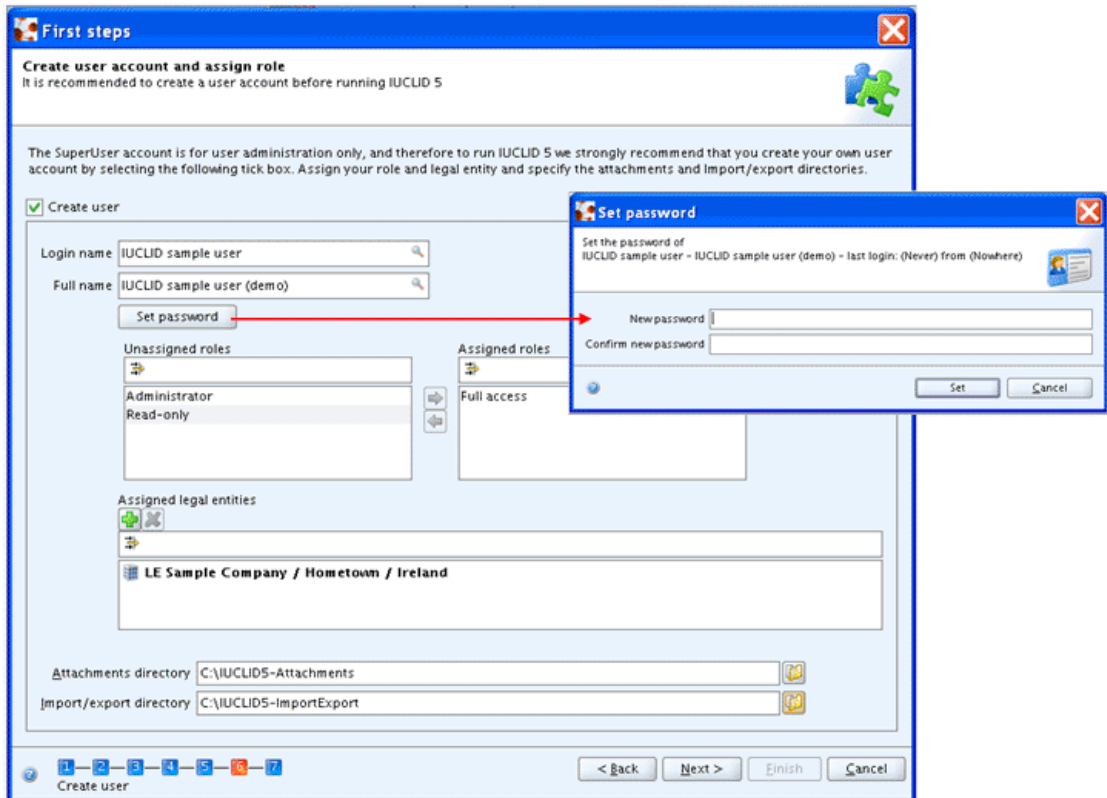 First steps
Create user account and assign role
It is recommended to create a user account before running IUCLID 5
The SuperUser account is for user administration only, and therefore to run IUCLID 5 we strongly recommend that you create your own user
account by selecting the following tick box. Assign your role and legal entity and specify the attachments and Import/export directories.
Create user
Login name IUCLID sample user
Full name IUCLID sample user (demo)
Set password
Unassigned roles
Administrator
Read-only
Assigned roles
Full access
Assigned legal entities
LE Sample Company / Hometown / Ireland
Attachments directory C:\IUCLID5-Attachments
Import/export directory C:\IUCLID5-ImportExport
1 2 3 4 5 6 7
Create user
< Back Next > Finish Cancel
Set password
Set the password of
IUCLID sample user - IUCLID sample user (demo) - last login: (Never) from (Nowhere)
New password
Confirm new password
Set Cancel